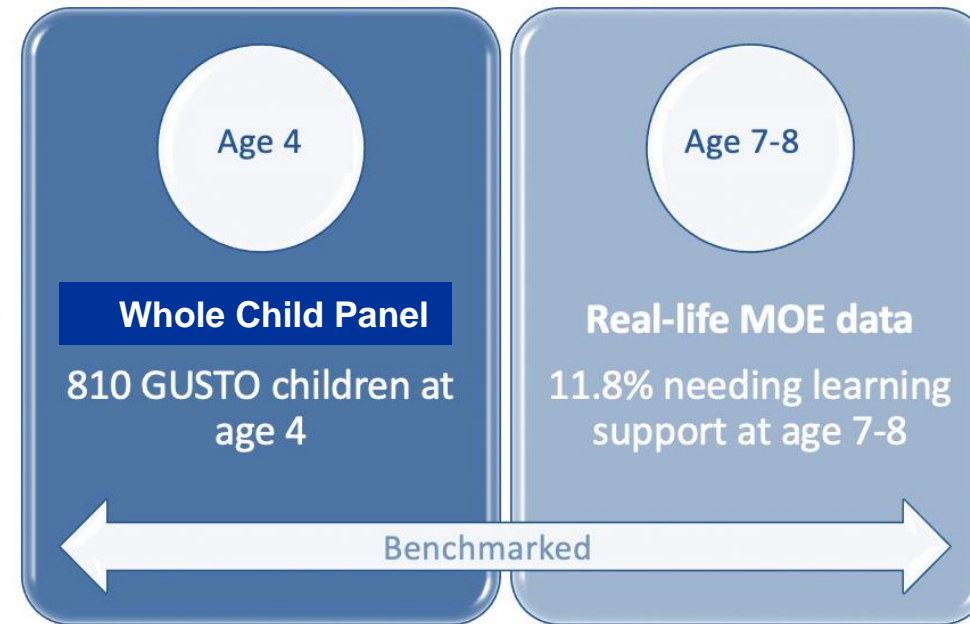 Age 4
Whole Child Panel
810 GUSTO children at
age 4
Age 7-8
Real-life MOE data
11.8% needing learning
support at age 7-8
Benchmarked